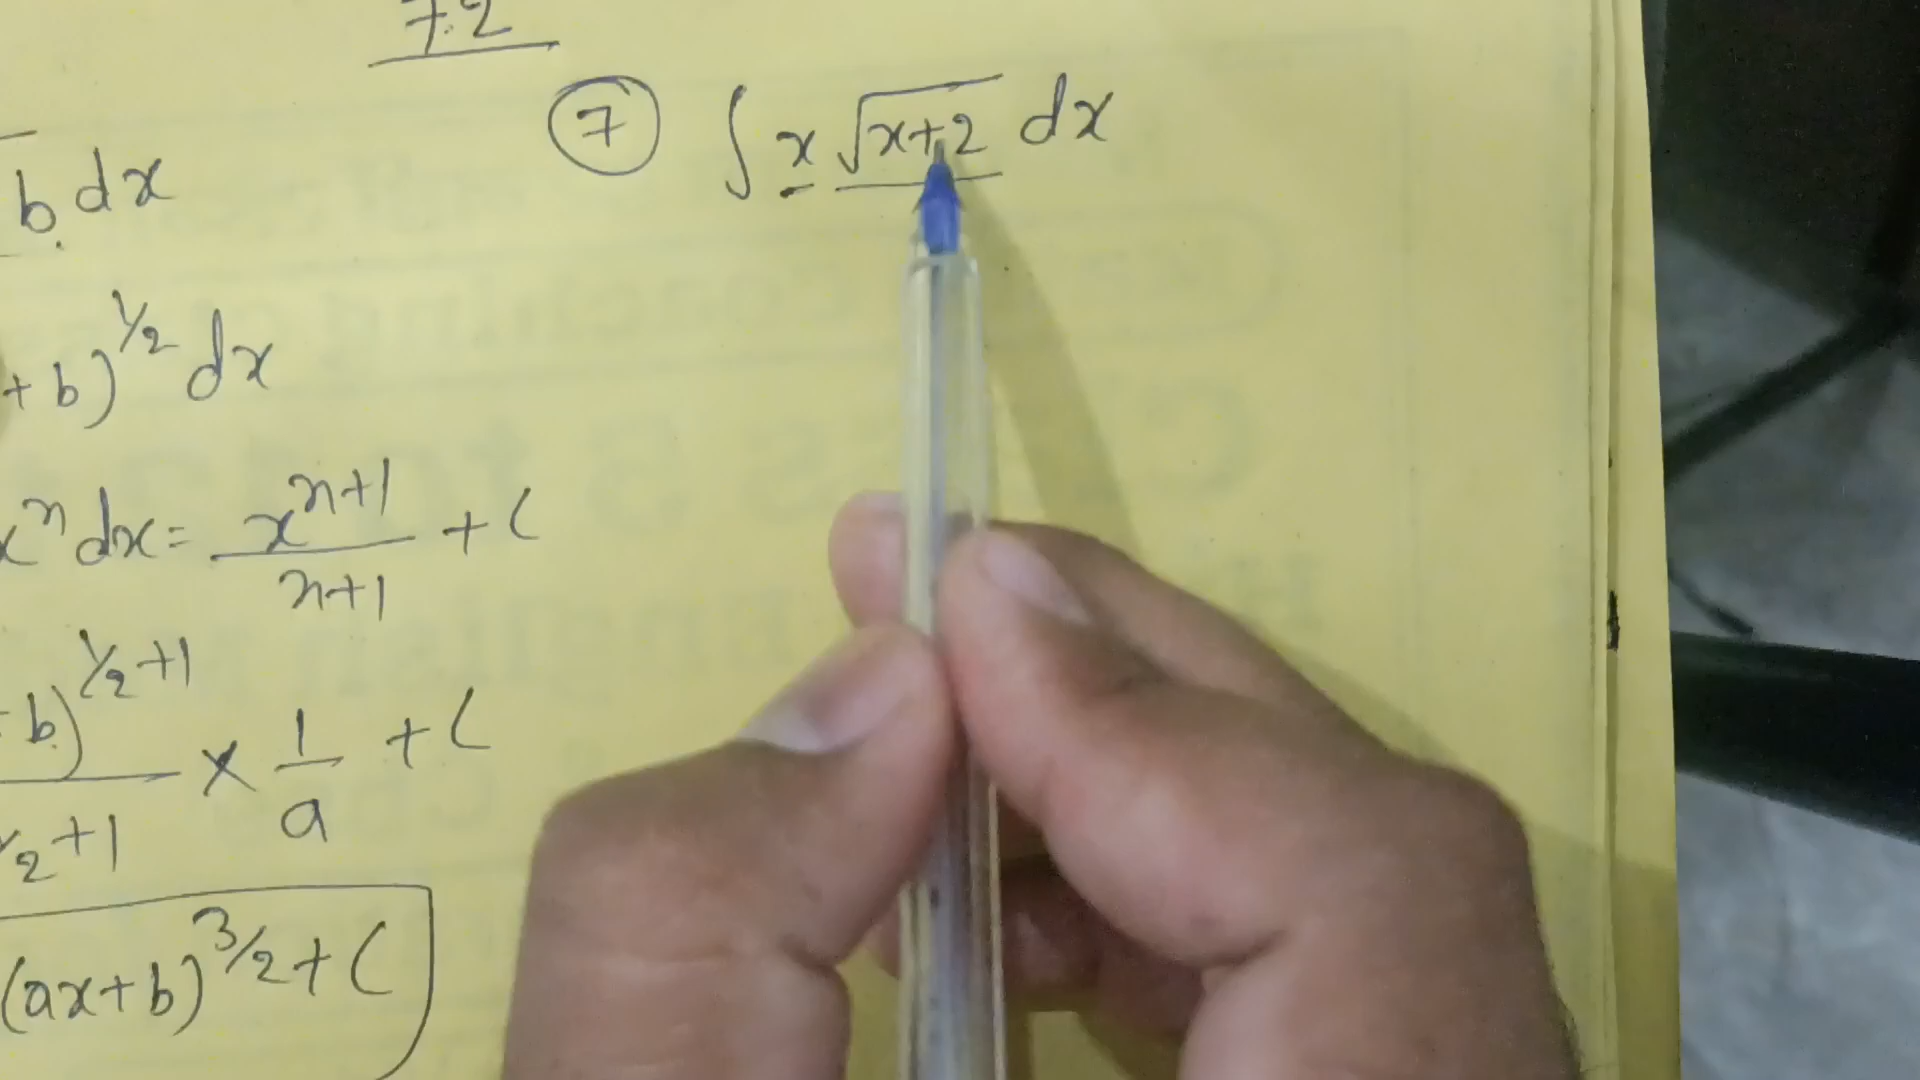 7.2
⑦ ∫ x √x+2 dx
b dx
+ b)^1/2 dx
x^n dx = x^n+1 / n+1 + C
b)^1/2+1 / 1/2+1 × 1/a + C
(ax+b)^3/2 + C